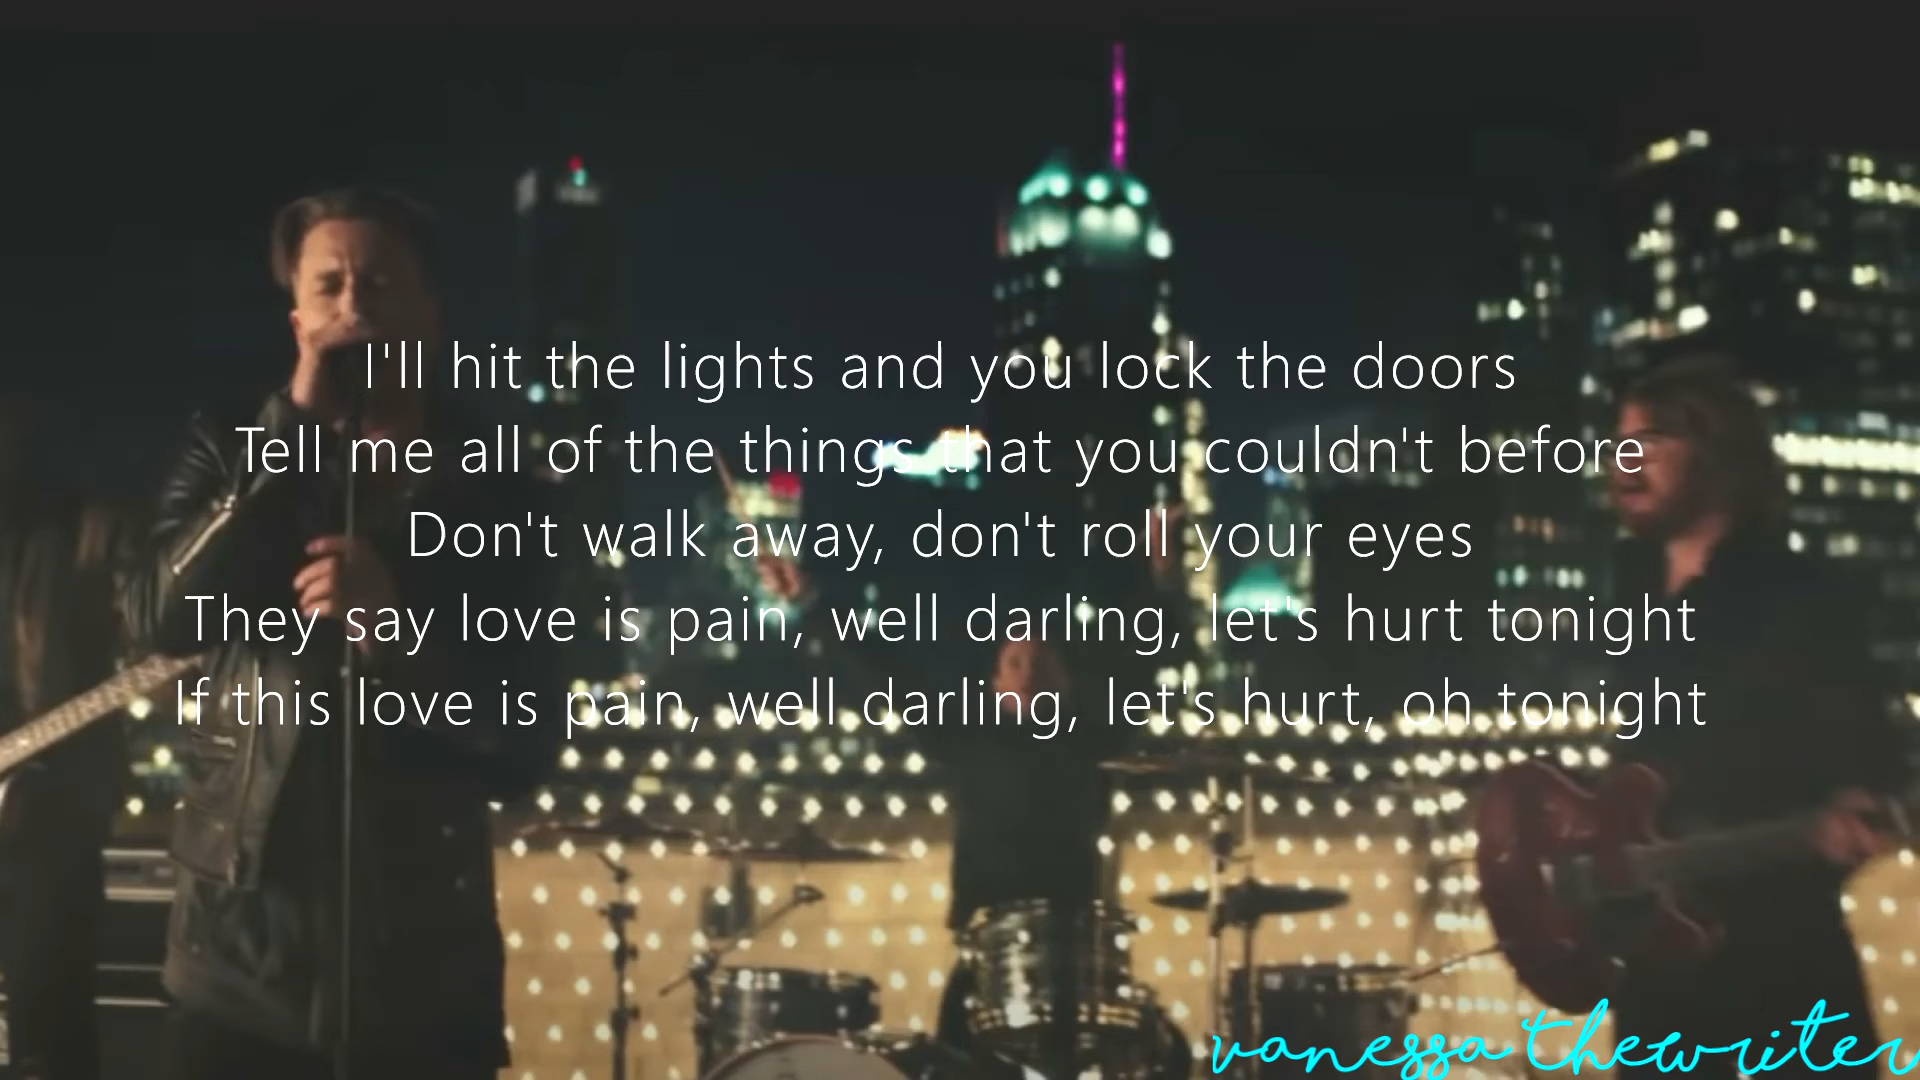 I'll hit the lights and you lock the doors
Tell me all of the things that you couldn't before
Don't walk away, don't roll your eyes
They say love is pain, well darling, let's hurt tonight
If this love is pain, well darling, let's hurt, oh tonight
vanessa thewriter